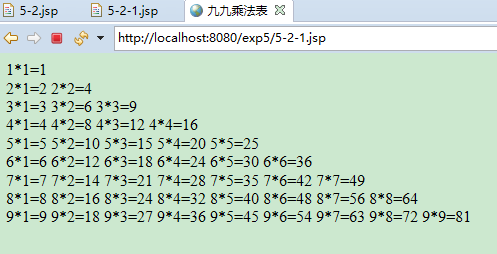 5-2.jsp 5-2-1.jsp 九九乘法表
http://localhost:8080/exp5/5-2-1.jsp
1*1=1
2*1=2 2*2=4
3*1=3 3*2=6 3*3=9
4*1=4 4*2=8 4*3=12 4*4=16
5*1=5 5*2=10 5*3=15 5*4=20 5*5=25
6*1=6 6*2=12 6*3=18 6*4=24 6*5=30 6*6=36
7*1=7 7*2=14 7*3=21 7*4=28 7*5=35 7*6=42 7*7=49
8*1=8 8*2=16 8*3=24 8*4=32 8*5=40 8*6=48 8*7=56 8*8=64
9*1=9 9*2=18 9*3=27 9*4=36 9*5=45 9*6=54 9*7=63 9*8=72 9*9=81